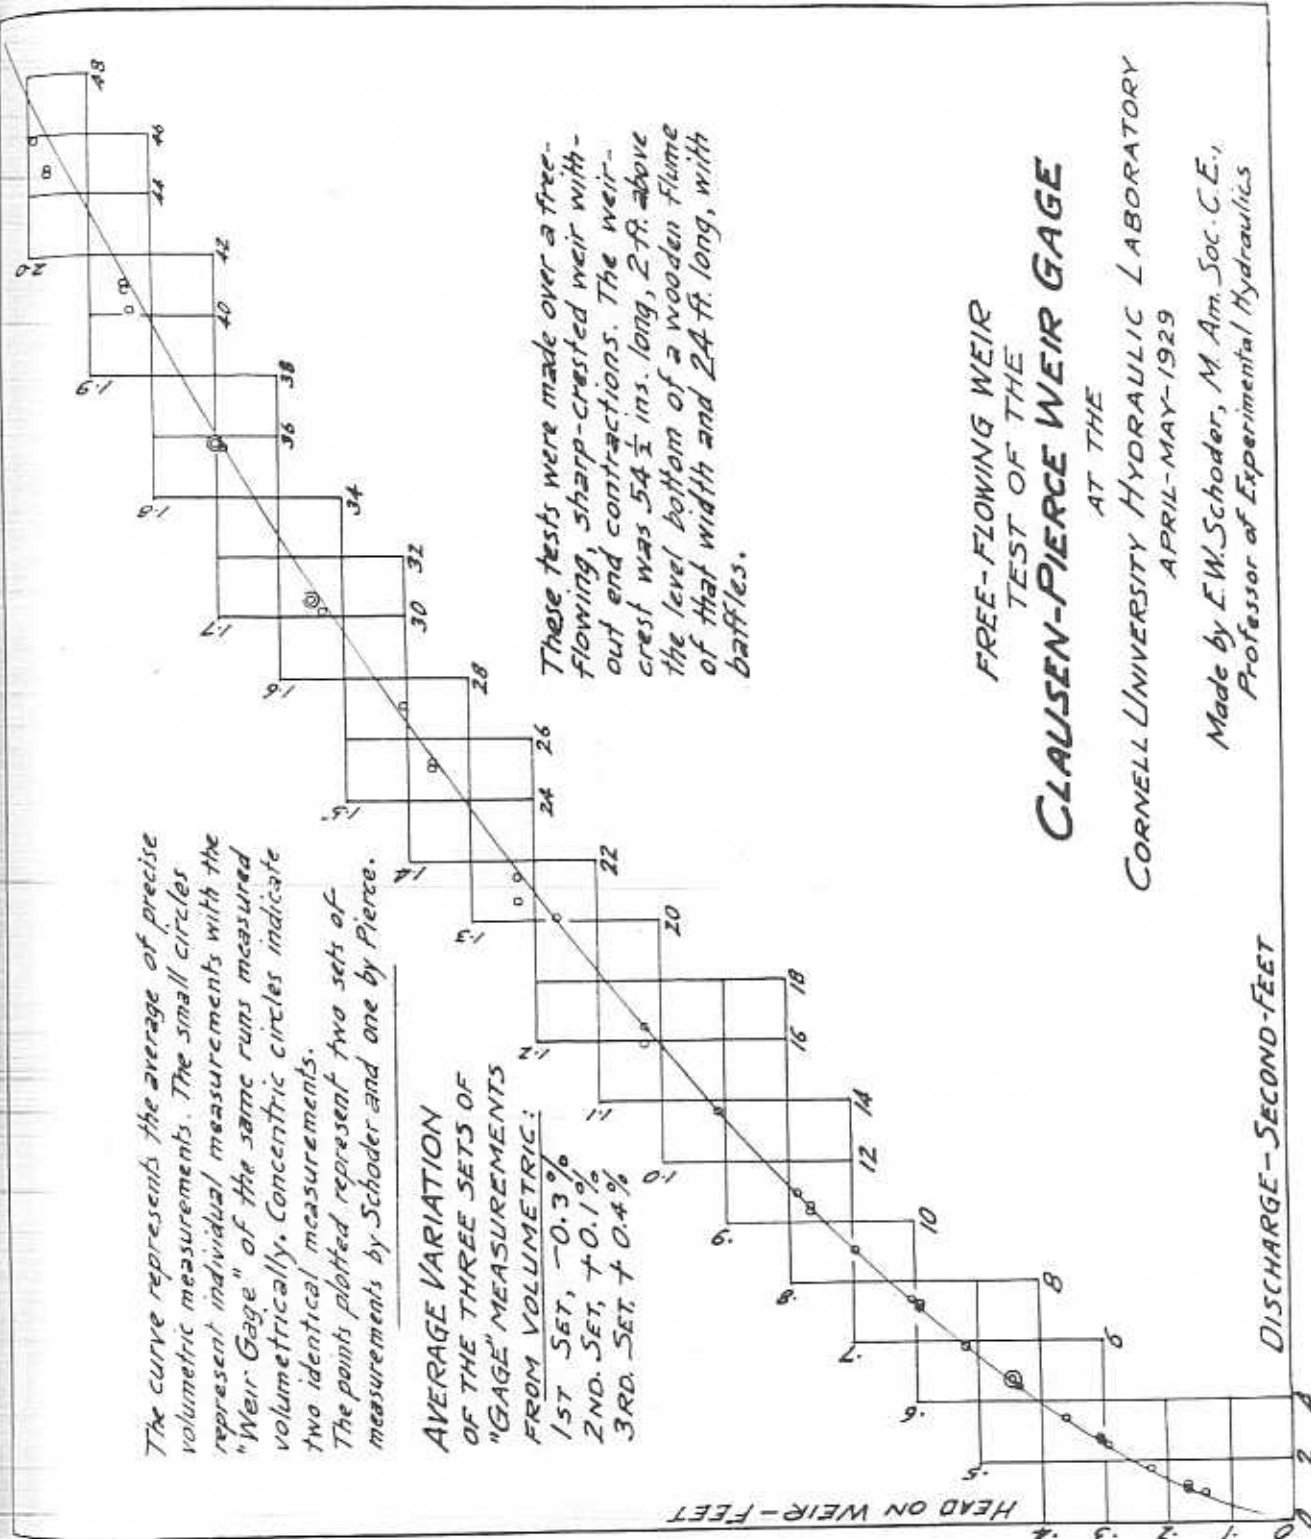 The curve represents the average of precise
volumetric measurements. The small circles
represent individual measurements with the
"Weir Gage" of the same runs measured
volumetrically. Concentric circles indicate
two identical measurements.
The points plotted represent two sets of
measurements by Schoder and one by Pierce.
AVERAGE VARIATION
OF THE THREE SETS OF
"GAGE" MEASUREMENTS
FROM VOLUMETRIC:
1ST SET, -0.3%
2ND. SET, +0.1%
3RD. SET, + 0.4%
These tests were made over a free-
flowing, sharp-crested weir with-
out end contractions. The weir-
crest was 54 1/2 ins. long, 2 ft. above
the level bottom of a wooden flume
of that width and 24 ft. long, with
baffles.
FREE-FLOWING WEIR
TEST OF THE
CLAUSEN-PIERCE WEIR GAGE
AT THE
CORNELL UNIVERSITY HYDRAULIC LABORATORY
APRIL-MAY-1929
Made by E.W. Schoder, M. Am. Soc. C.E.,
Professor of Experimental Hydraulics
HEAD ON WEIR-FEET
0
.1
.2
.3
.4
.5
.6
.7
.8
.9
1.0
1.1
1.2
1.3
1.4
1.5
1.6
1.7
1.8
1.9
2.0
DISCHARGE-SECOND-FEET
0
2
4
6
8
10
12
14
16
18
20
22
24
26
28
30
32
34
36
38
40
42
44
46
48